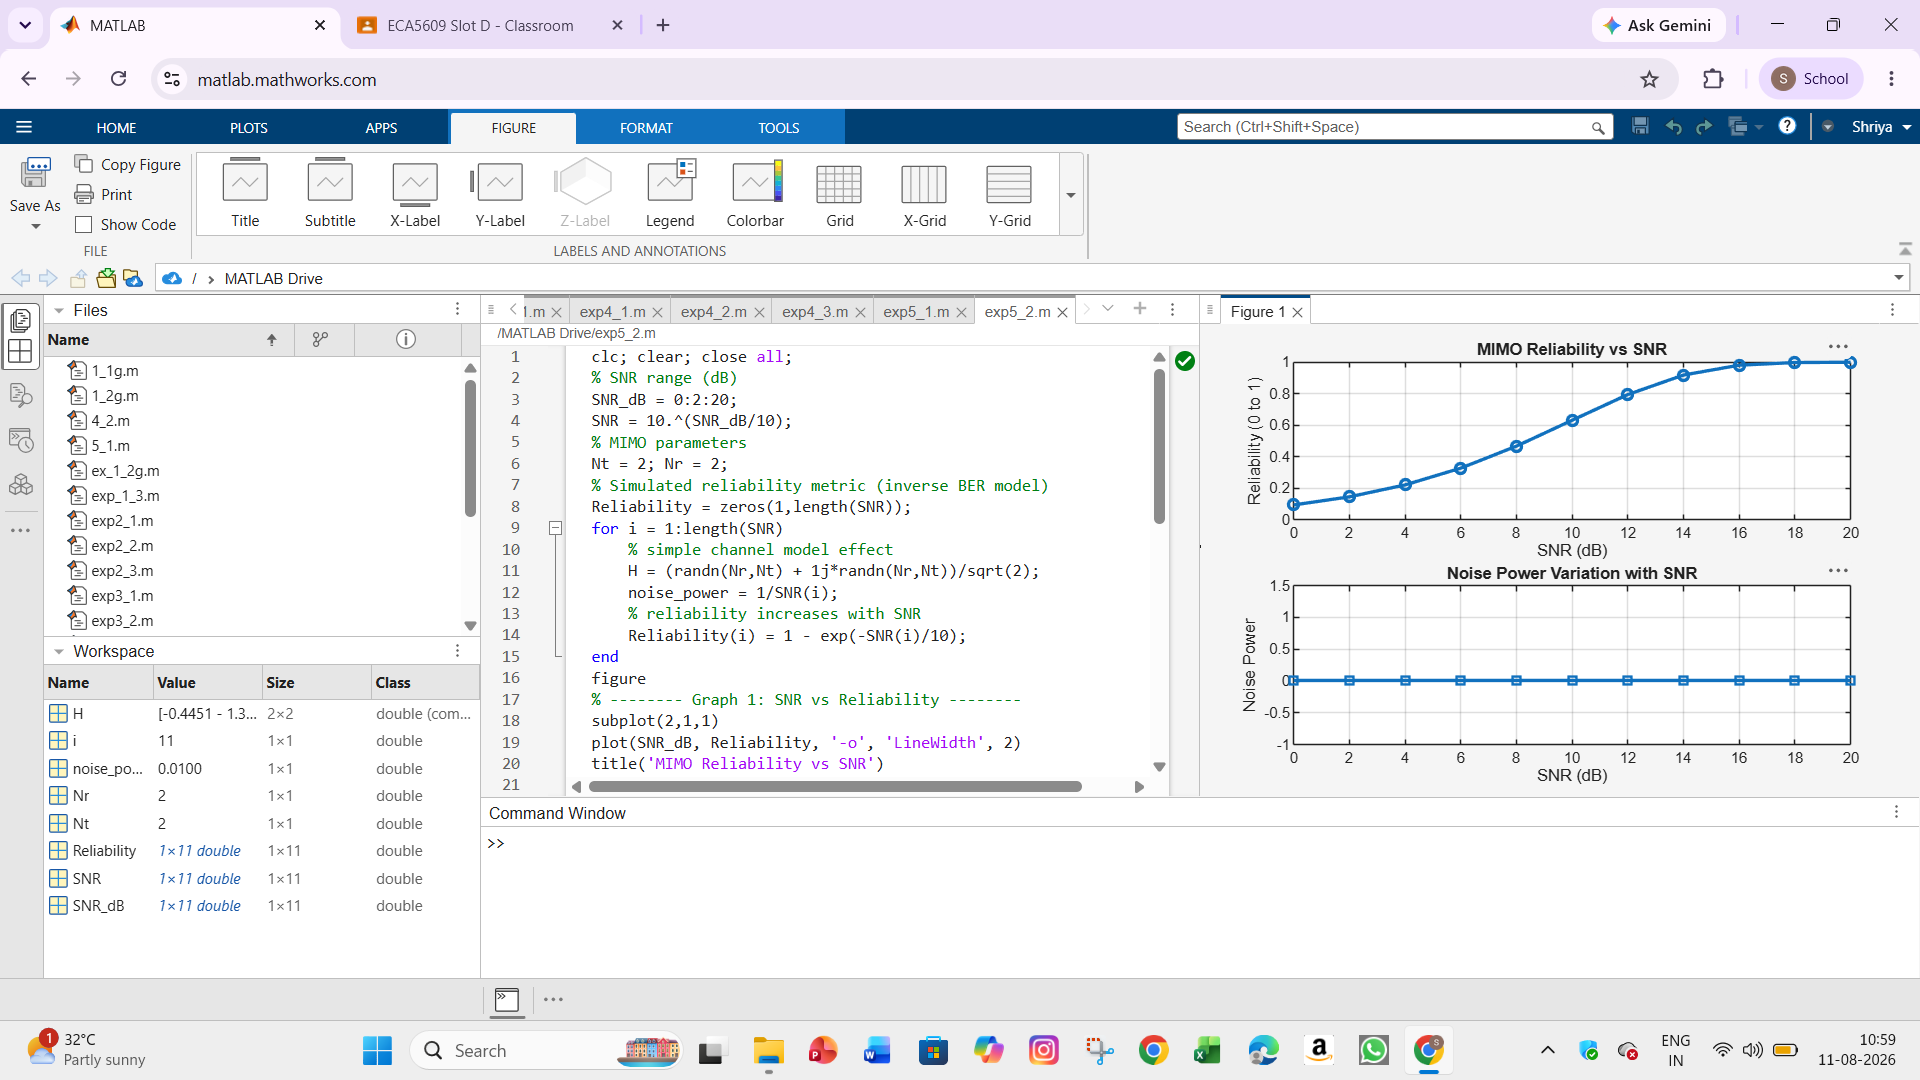 MATLAB
ECA5609 Slot D - Classroom
Ask Gemini
matlab.mathworks.com
S School
HOME PLOTS APPS FIGURE FORMAT TOOLS
Search (Ctrl+Shift+Space)
Shriya
Save As
Copy Figure
Print
Show Code
FILE
Title Subtitle X-Label Y-Label Z-Label Legend Colorbar Grid X-Grid Y-Grid
LABELS AND ANNOTATIONS
/ > MATLAB Drive
Files
Name
1_1g.m
1_2g.m
4_2.m
5_1.m
ex_1_2g.m
exp_1_3.m
exp2_1.m
exp2_2.m
exp2_3.m
exp3_1.m
exp3_2.m
Workspace
Name Value Size Class
H [-0.4451 - 1.3... 2×2 double (com...
i 11 1×1 double
noise_po... 0.0100 1×1 double
Nr 2 1×1 double
Nt 2 1×1 double
Reliability 1×11 double 1×11 double
SNR 1×11 double 1×11 double
SNR_dB 1×11 double 1×11 double
1.m exp4_1.m exp4_2.m exp4_3.m exp5_1.m exp5_2.m
/MATLAB Drive/exp5_2.m
1 clc; clear; close all;
2 % SNR range (dB)
3 SNR_dB = 0:2:20;
4 SNR = 10.^(SNR_dB/10);
5 % MIMO parameters
6 Nt = 2; Nr = 2;
7 % Simulated reliability metric (inverse BER model)
8 Reliability = zeros(1,length(SNR));
9 for i = 1:length(SNR)
10 % simple channel model effect
11 H = (randn(Nr,Nt) + 1j*randn(Nr,Nt))/sqrt(2);
12 noise_power = 1/SNR(i);
13 % reliability increases with SNR
14 Reliability(i) = 1 - exp(-SNR(i)/10);
15 end
16 figure
17 % -------- Graph 1: SNR vs Reliability --------
18 subplot(2,1,1)
19 plot(SNR_dB, Reliability, '-o', 'LineWidth', 2)
20 title('MIMO Reliability vs SNR')
21
Figure 1
MIMO Reliability vs SNR
Reliability (0 to 1)
1
0.8
0.6
0.4
0.2
0
0 2 4 6 8 10 12 14 16 18 20
SNR (dB)
Noise Power Variation with SNR
Noise Power
1.5
1
0.5
0
-0.5
-1
0 2 4 6 8 10 12 14 16 18 20
SNR (dB)
Command Window
>>
1
32°C
Partly sunny
Search
ENG
IN
10:59
11-08-2026